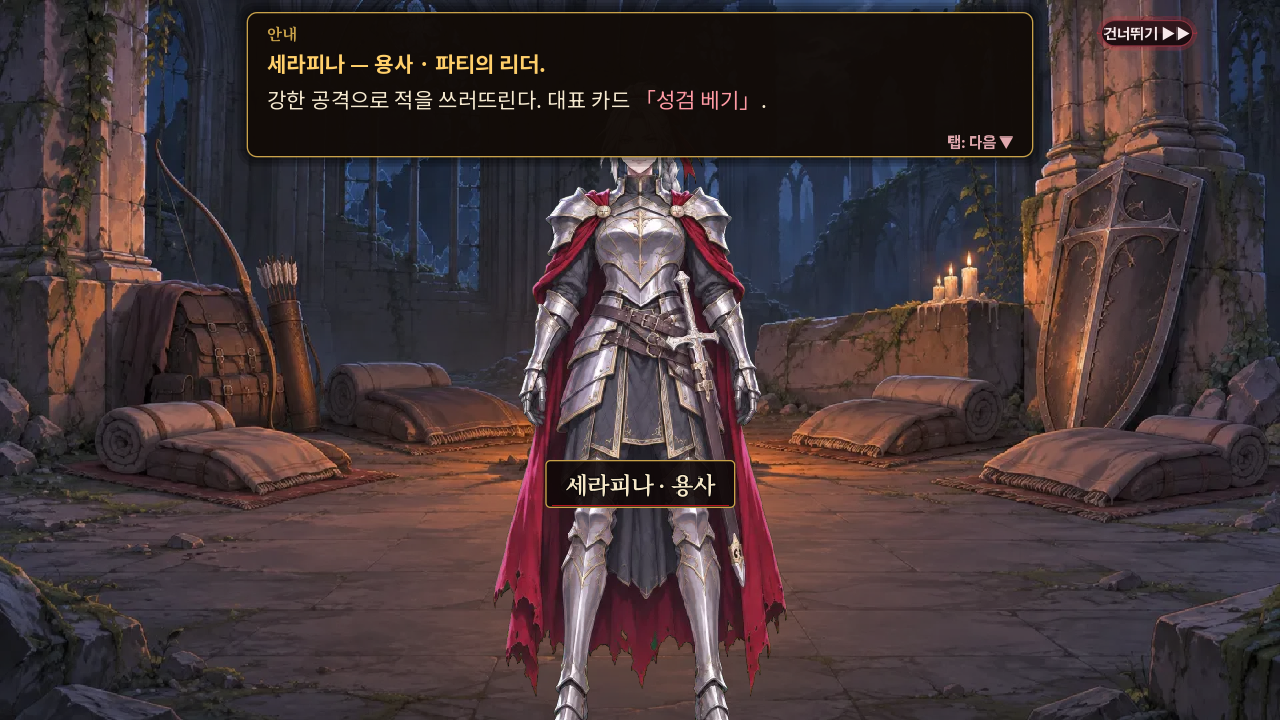 안내
건너뛰기 ▶▶
세라피나 — 용사 · 파티의 리더.
강한 공격으로 적을 쓰러뜨린다. 대표 카드 「성검 베기」.
탭: 다음 ▼
세라피나 · 용사